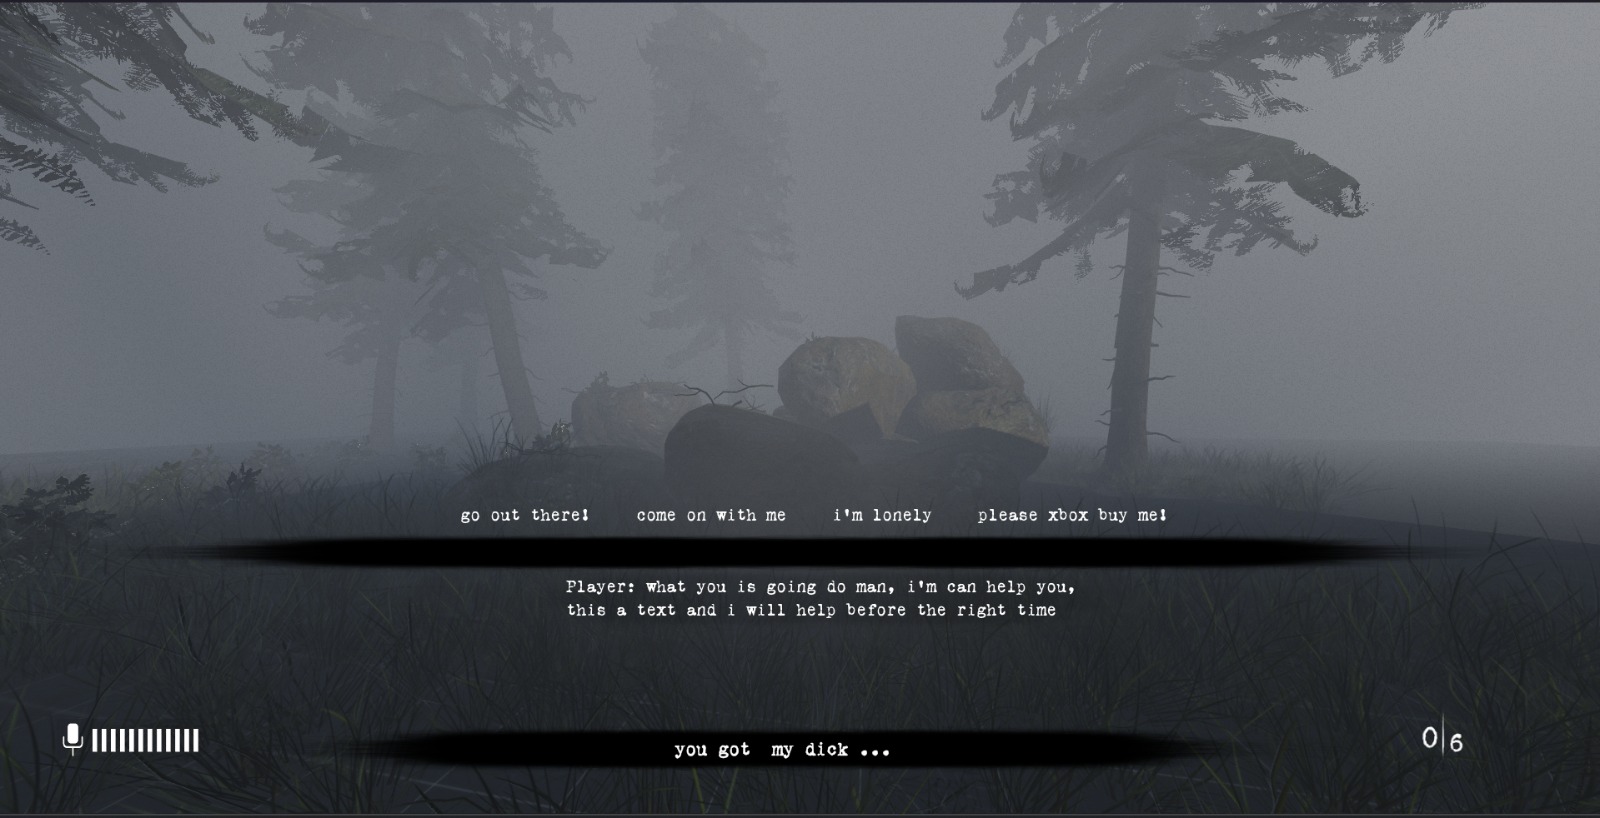 go out there! come on with me i'm lonely please xbox buy me!
Player: what you is going do man, i'm can help you,
this a text and i will help before the right time
you got my dick ...
0|6